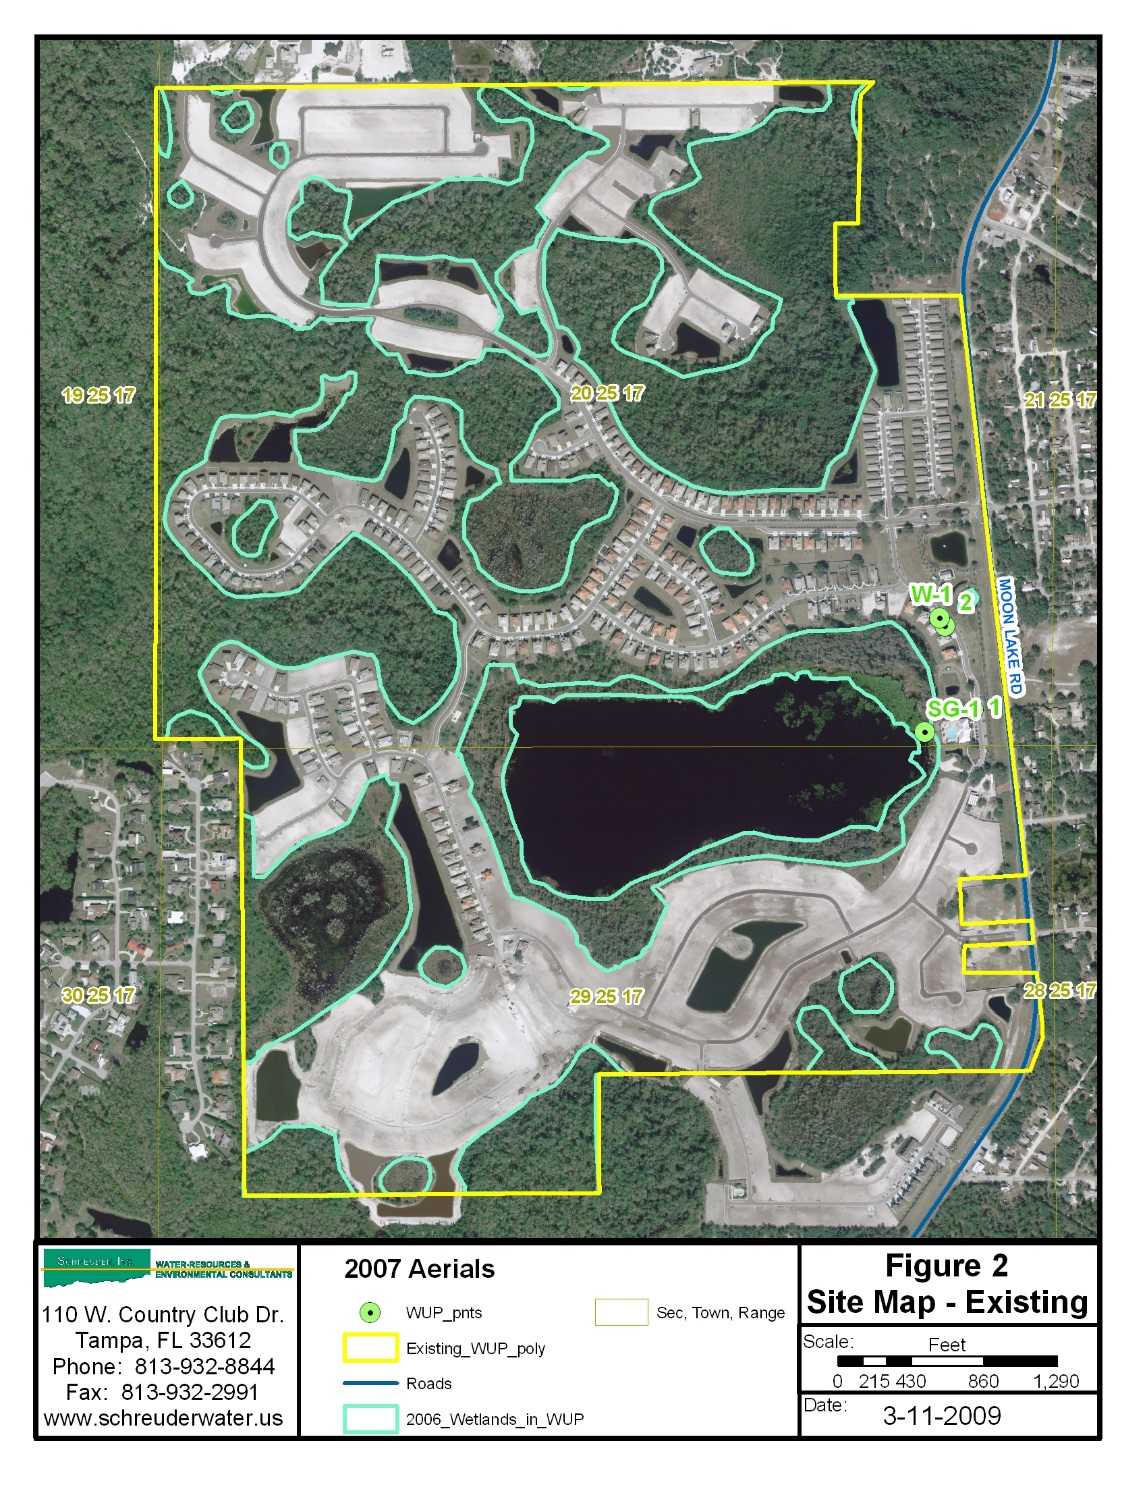 19 25 17
20 25 17
21 25 17
W-1 2
MOON LAKE RD
SG-1 1
30 25 17
29 25 17
28 25 17
SCHREUDER, Inc.
WATER-RESOURCES &
ENVIRONMENTAL CONSULTANTS
110 W. Country Club Dr.
Tampa, FL 33612
Phone: 813-932-8844
Fax: 813-932-2991
www.schreuderwater.us
2007 Aerials
WUP_pnts
Existing_WUP_poly
Roads
2006_Wetlands_in_WUP
Sec, Town, Range
Figure 2
Site Map - Existing
Scale:
Feet
0 215 430 860 1,290
Date:
3-11-2009